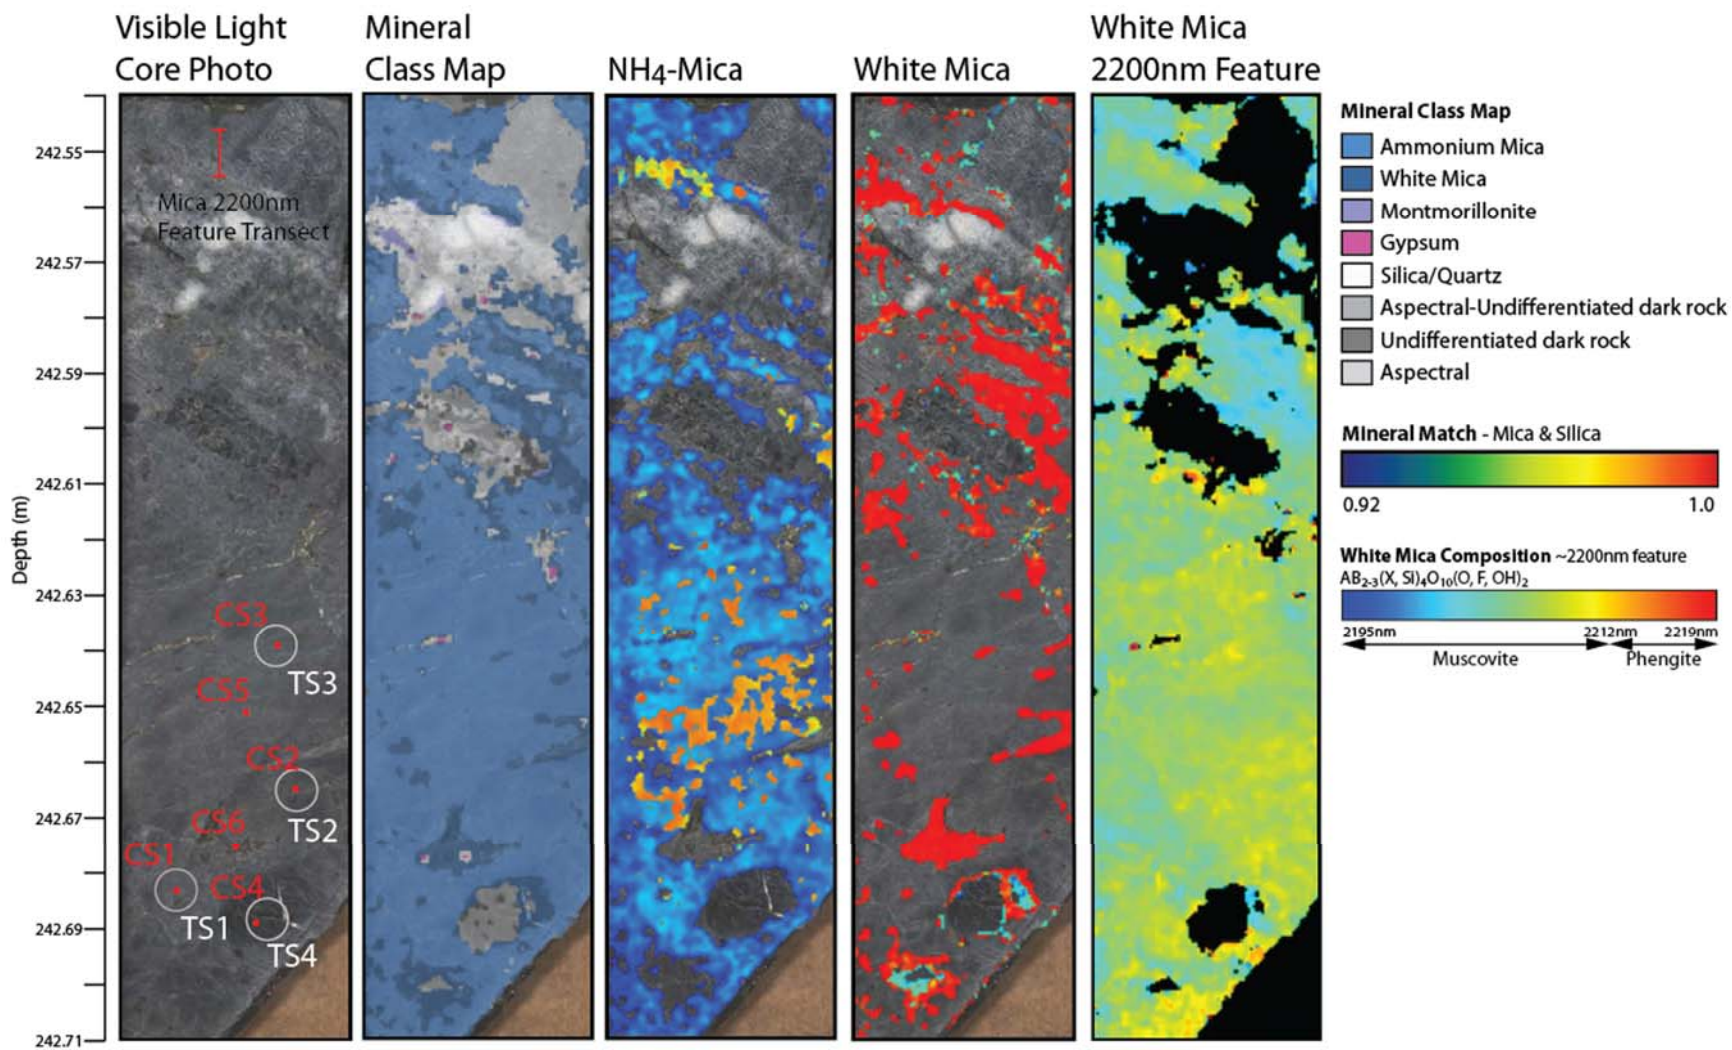 Visible Light
Core Photo
Mineral
Class Map
NH4-Mica
White Mica
White Mica
2200nm Feature
Depth (m)
242.55
242.57
242.59
242.61
242.63
242.65
242.67
242.69
242.71
Mica 2200nm
Feature Transect
CS3
TS3
CS5
CS2
TS2
CS6
CS1
CS4
TS1
TS4
Mineral Class Map
Ammonium Mica
White Mica
Montmorillonite
Gypsum
Silica/Quartz
Aspectral-Undifferentiated dark rock
Undifferentiated dark rock
Aspectral
Mineral Match - Mica & Silica
0.92 1.0
White Mica Composition ~2200nm feature
AB₂₋₃(X, Si)₄O₁₀(O, F, OH)₂
2195nm 2212nm 2219nm
Muscovite Phengite